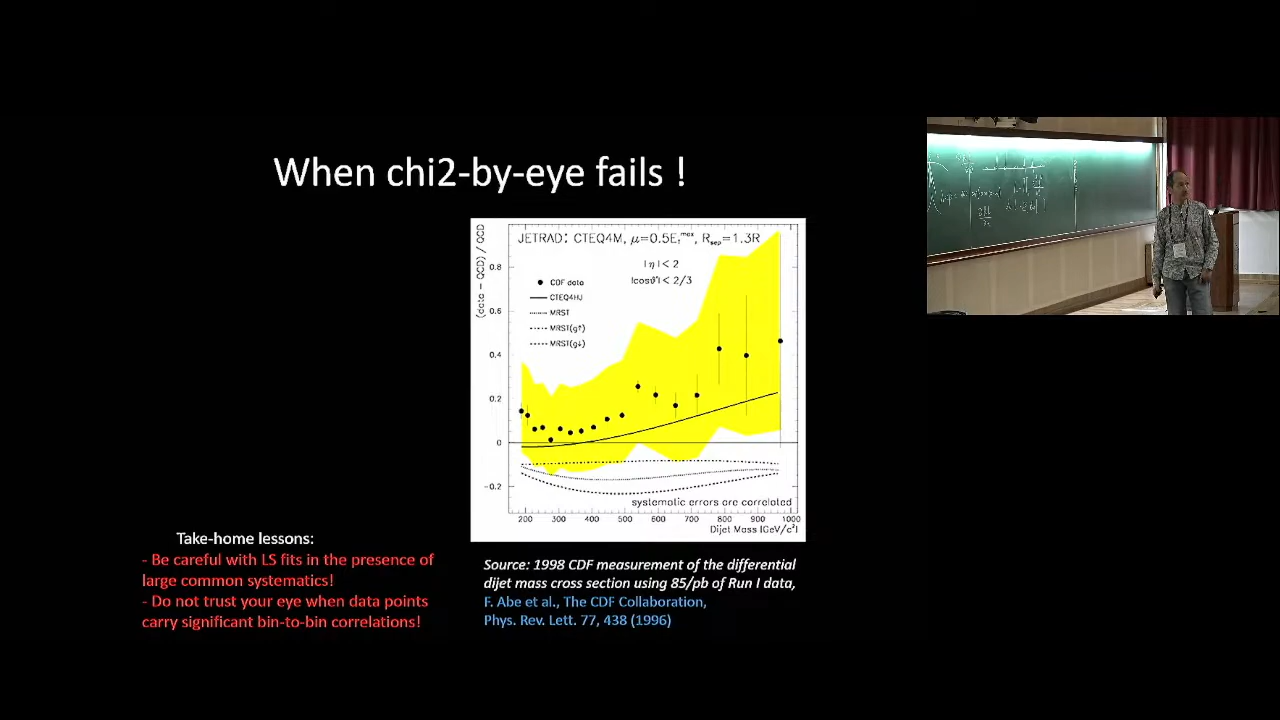 When chi2-by-eye fails !
JETRAD: CTEQ4M, μ=0.5E_T^max, R_sep=1.3R
|η|< 2
|cosϑ*|< 2/3
CDF data
CTEQ4HJ
MRST
MRST(g↑)
MRST(g↓)
(data - QCD) / QCD
0.8
0.6
0.4
0.2
0
-0.2
systematic errors are correlated
200 300 400 500 600 700 800 900 1000
Dijet Mass [GeV/c²]
Take-home lessons:
- Be careful with LS fits in the presence of
large common systematics!
- Do not trust your eye when data points
carry significant bin-to-bin correlations!
Source: 1998 CDF measurement of the differential
dijet mass cross section using 85/pb of Run I data,
F. Abe et al., The CDF Collaboration,
Phys. Rev. Lett. 77, 438 (1996)